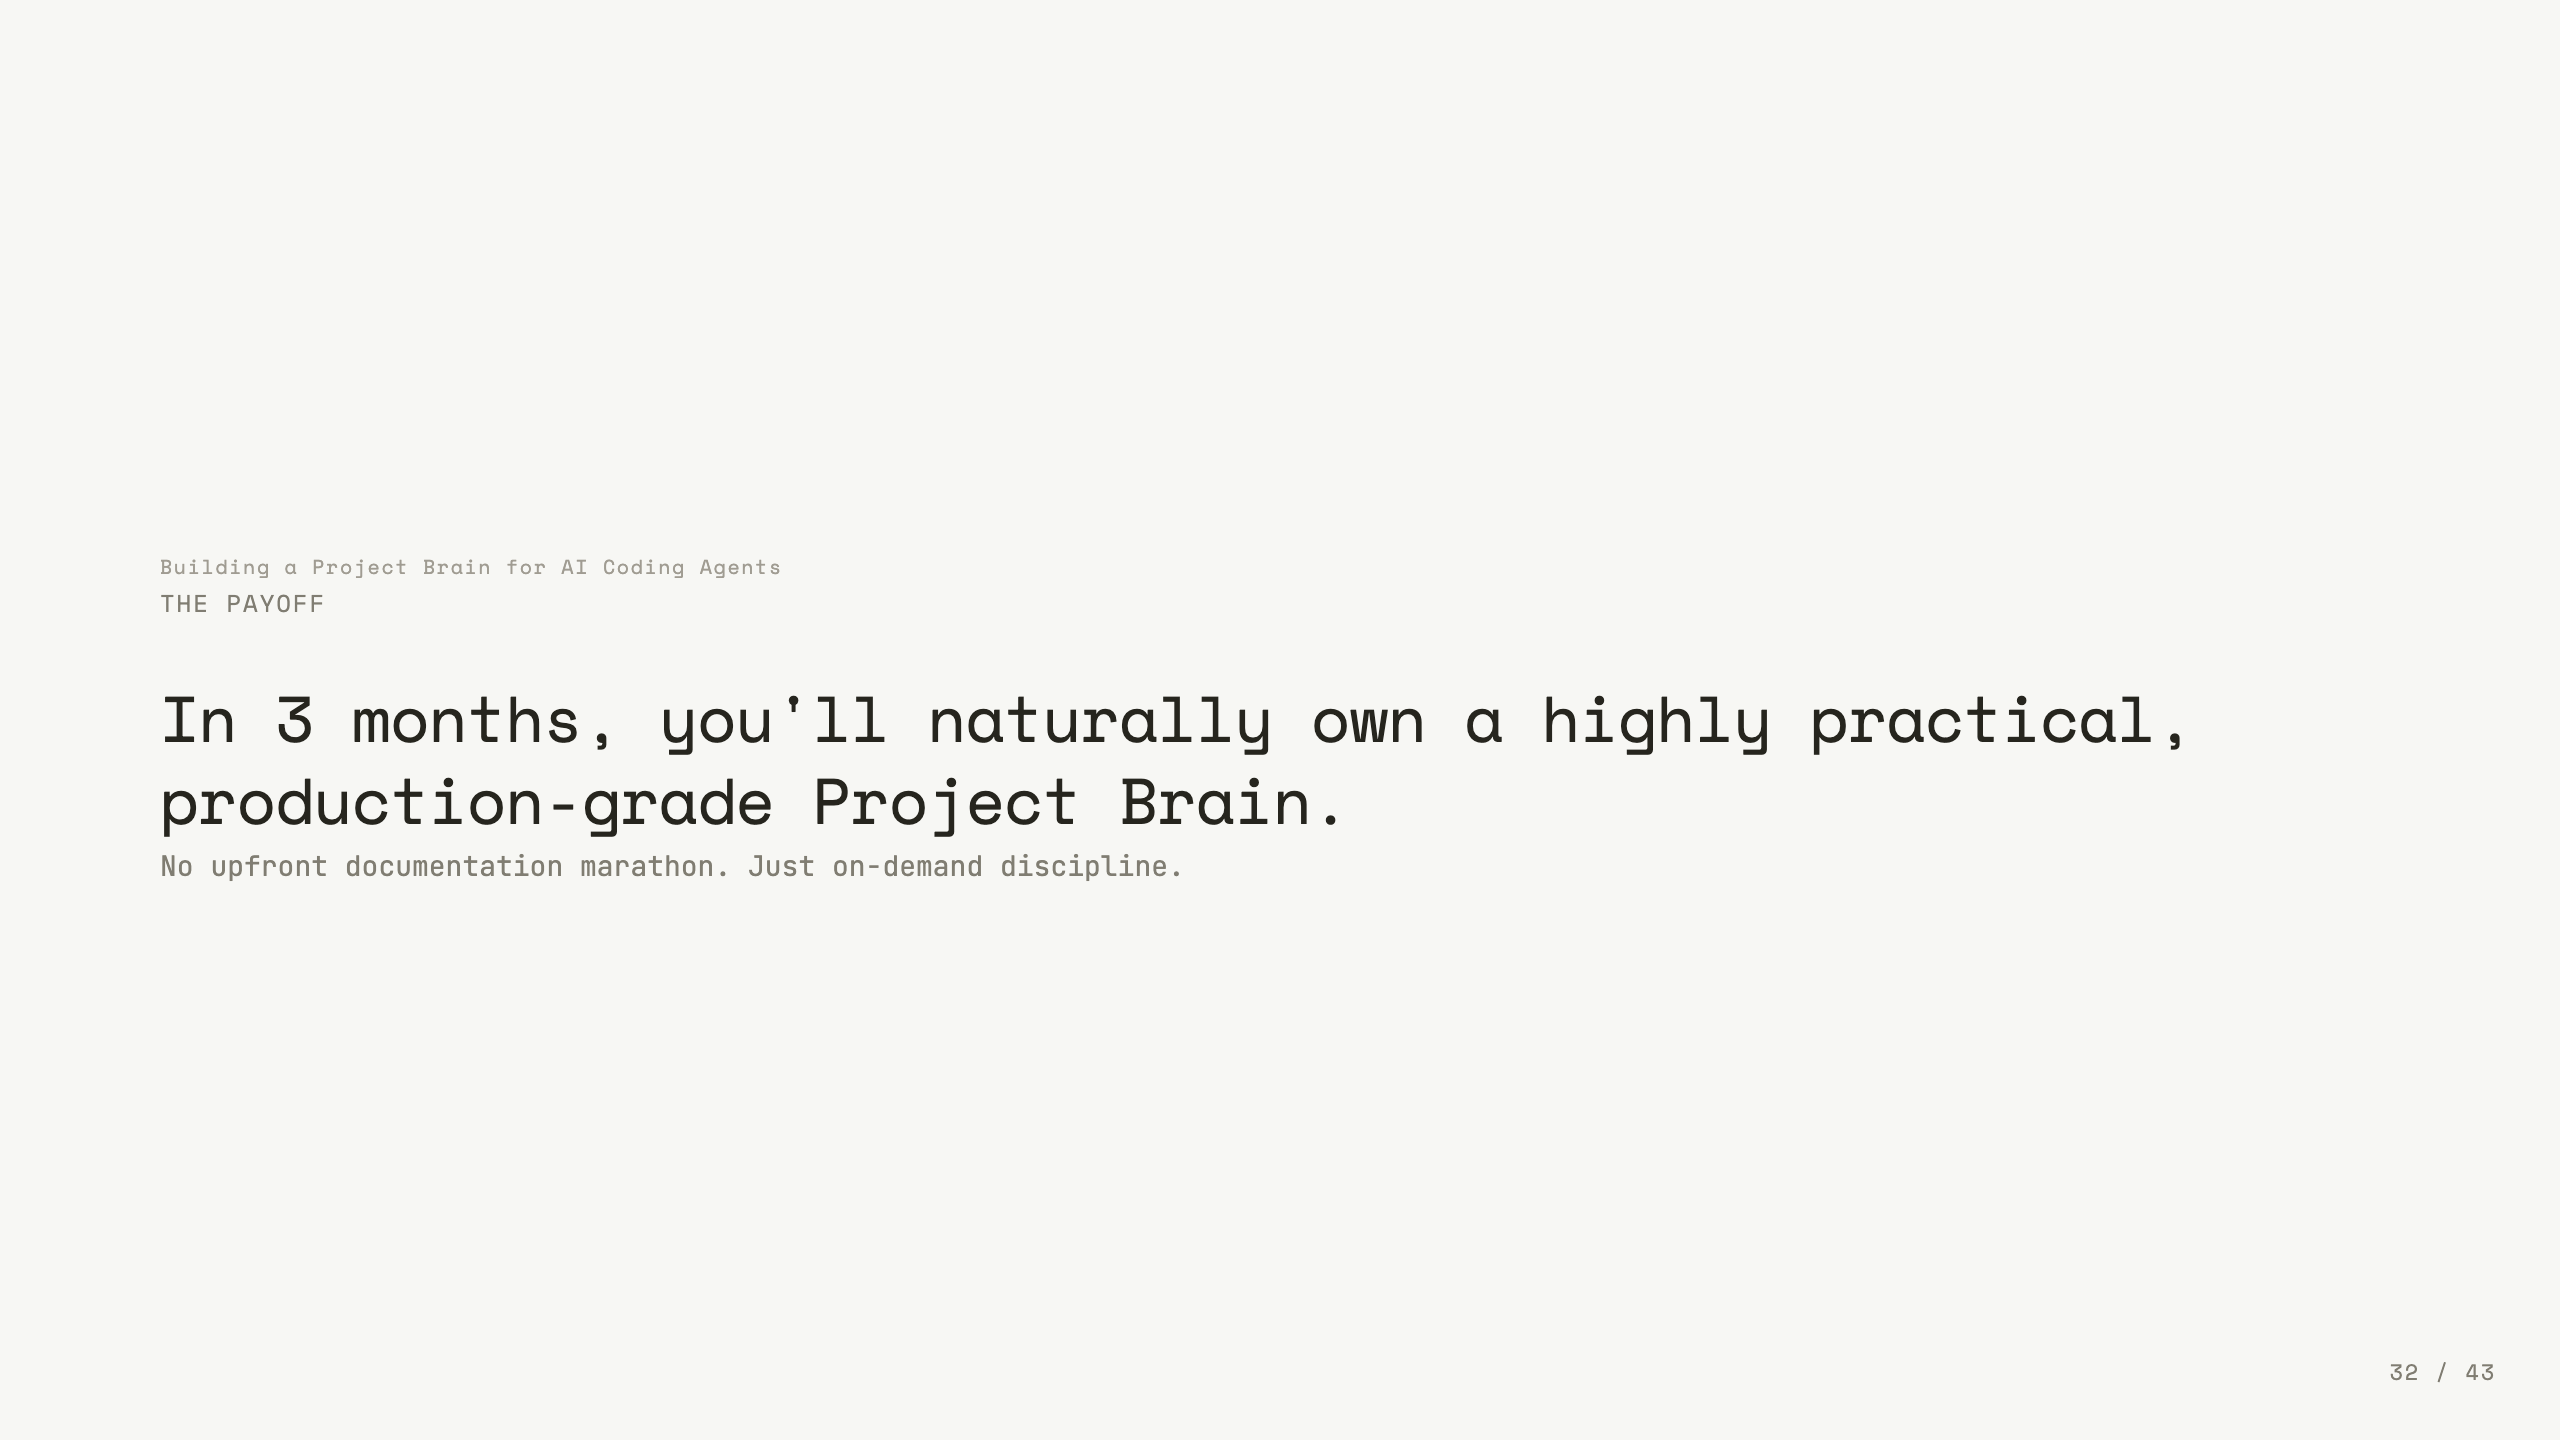 Building a Project Brain for AI Coding Agents
THE PAYOFF
In 3 months, you'll naturally own a highly practical,
production-grade Project Brain.
No upfront documentation marathon. Just on-demand discipline.
32 / 43